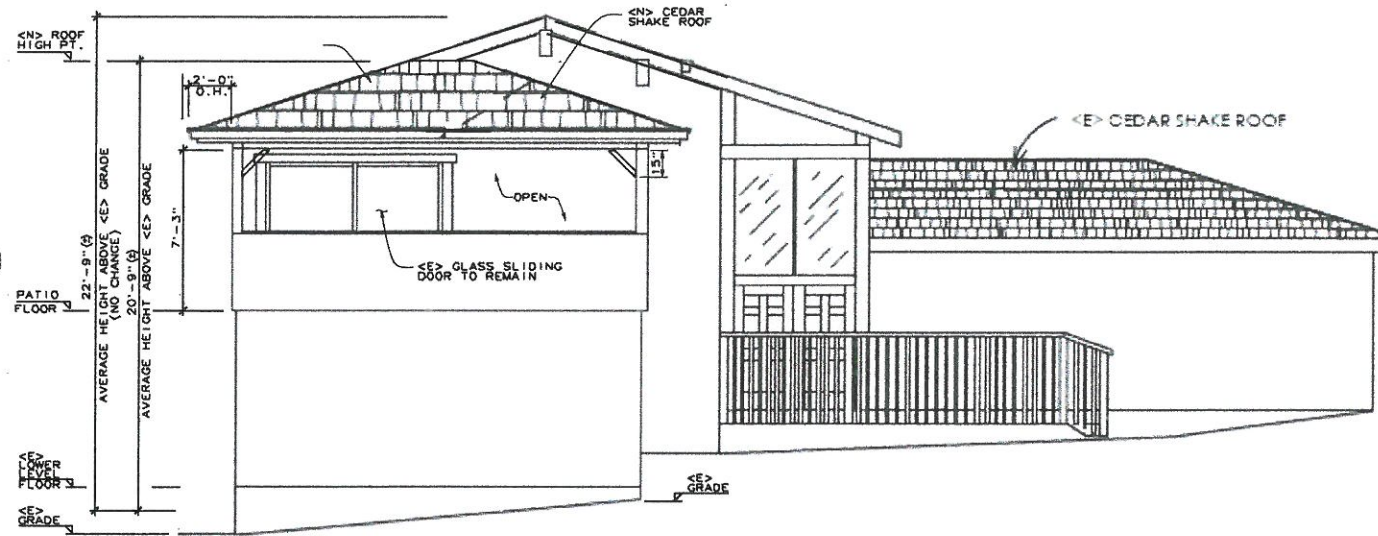 <N> ROOF
HIGH PT.
<N> CEDAR
SHAKE ROOF
2'-0"
O.H.
<E> CEDAR SHAKE ROOF
15"
OPEN
7'-3"
<E> GLASS SLIDING
DOOR TO REMAIN
22'-9"(±)
AVERAGE HEIGHT ABOVE <E> GRADE
(NO CHANGE)
20'-9"(±)
AVERAGE HEIGHT ABOVE <E> GRADE
PATIO
FLOOR
<E>
LOWER
LEVEL
FLOOR
<E>
GRADE
<E>
GRADE